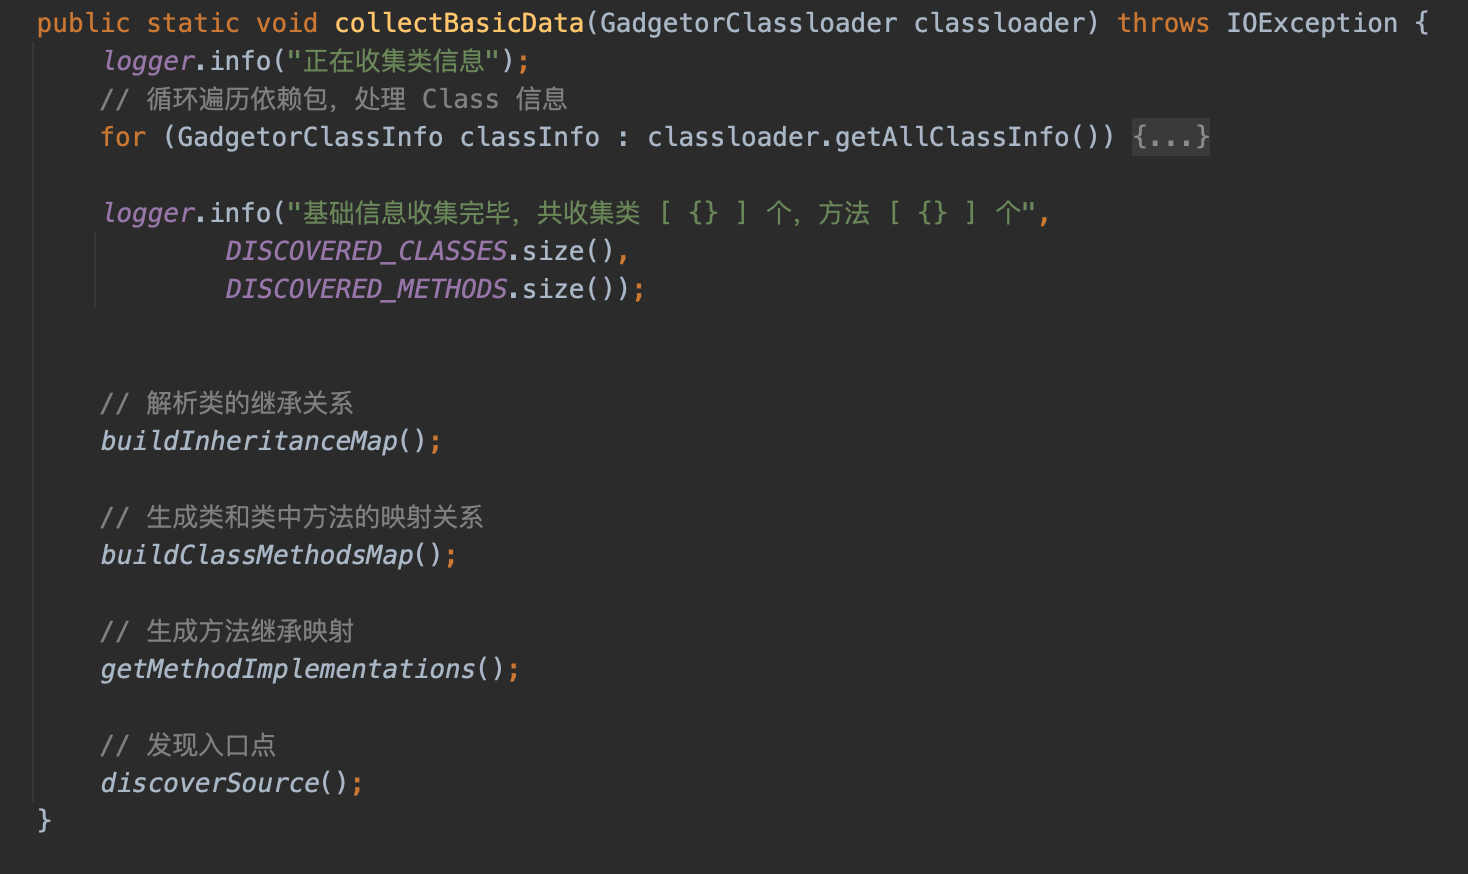 public static void collectBasicData(GadgetorClassloader classloader) throws IOException {
logger.info("正在收集类信息");
// 循环遍历依赖包，处理 Class 信息
for (GadgetorClassInfo classInfo : classloader.getAllClassInfo()) {...}
logger.info("基础信息收集完毕，共收集类 [ {} ] 个，方法 [ {} ] 个",
DISCOVERED_CLASSES.size(),
DISCOVERED_METHODS.size());
// 解析类的继承关系
buildInheritanceMap();
// 生成类和类中方法的映射关系
buildClassMethodsMap();
// 生成方法继承映射
getMethodImplementations();
// 发现入口点
discoverSource();
}